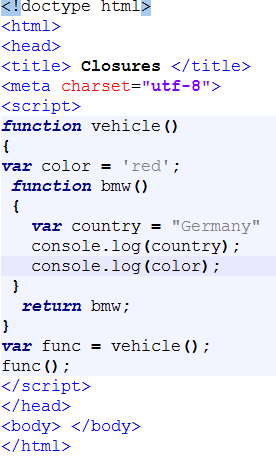 <!doctype html>
<html>
<head>
<title> Closures </title>
<meta charset="utf-8">
<script>
function vehicle()
{
var color = 'red';
 function bmw()
 {
   var country = "Germany"
   console.log(country);
   console.log(color);
 }
  return bmw;
}
var func = vehicle();
func();
</script>
</head>
<body> </body>
</html>